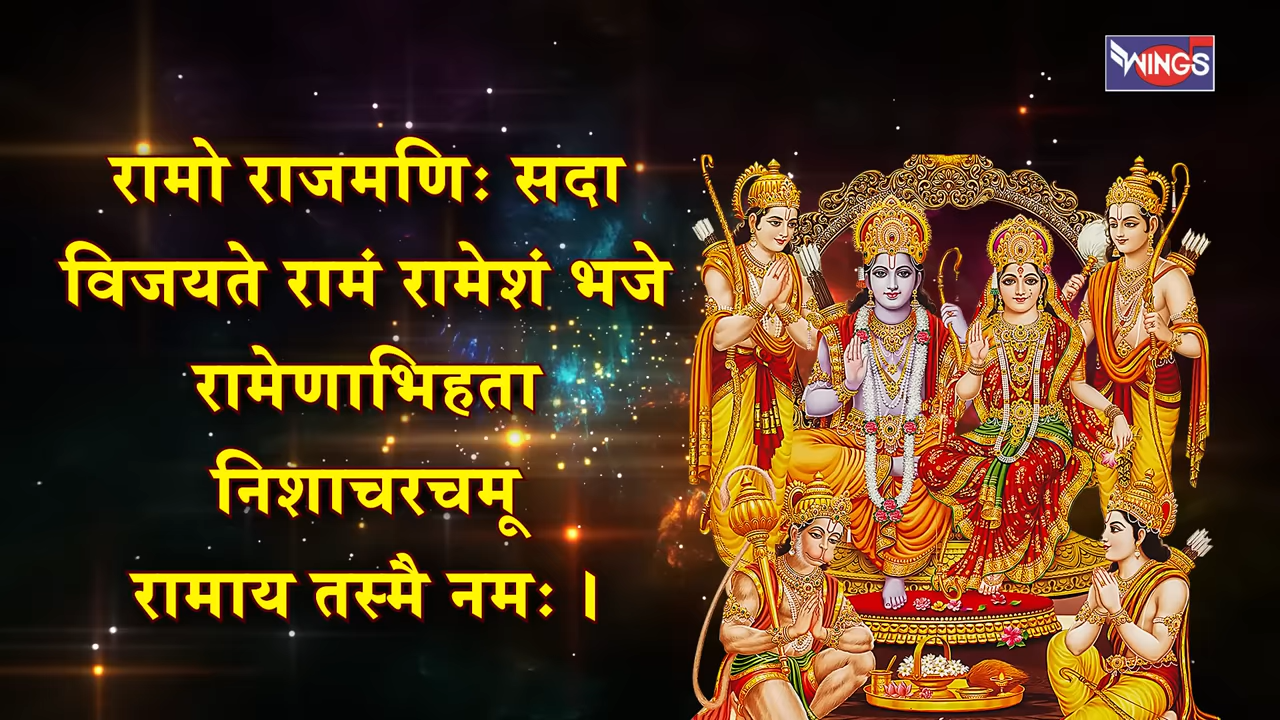 WINGS
रामो राजमणिः सदा
विजयते रामं रामेशं भजे
रामेणाभिहता
निशाचरचमू
रामाय तस्मै नमः ।